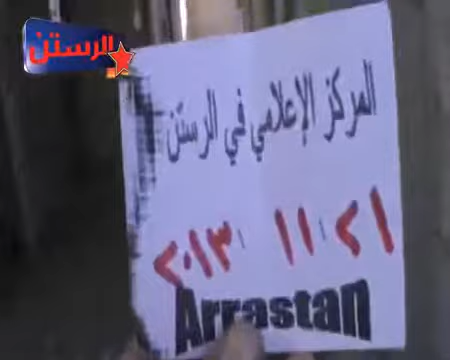 الرستن
المركز الإعلامي في الرستن
٢٠١٣ ١١ ٢١
Arrastan